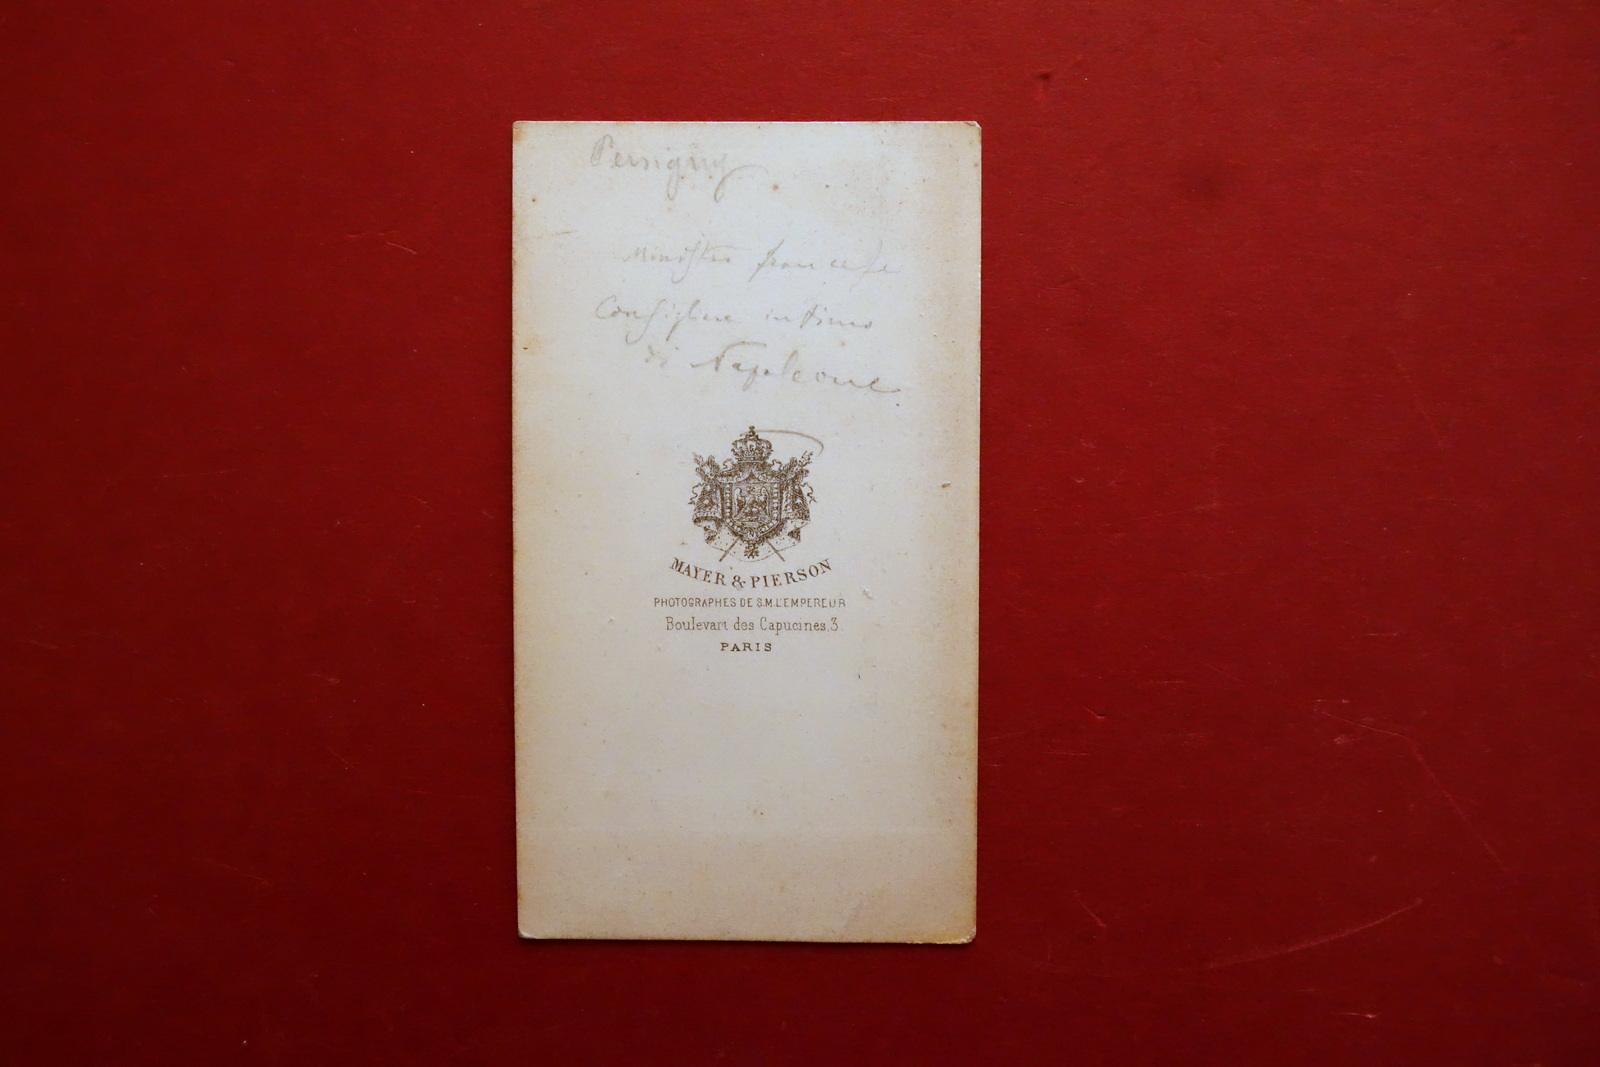 Persigny
Ministro francese
Consigliere intimo
di Napoleone
MAYER & PIERSON
PHOTOGRAPHES DE S.M. L'EMPEREUR
Boulevart des Capucines, 3
PARIS